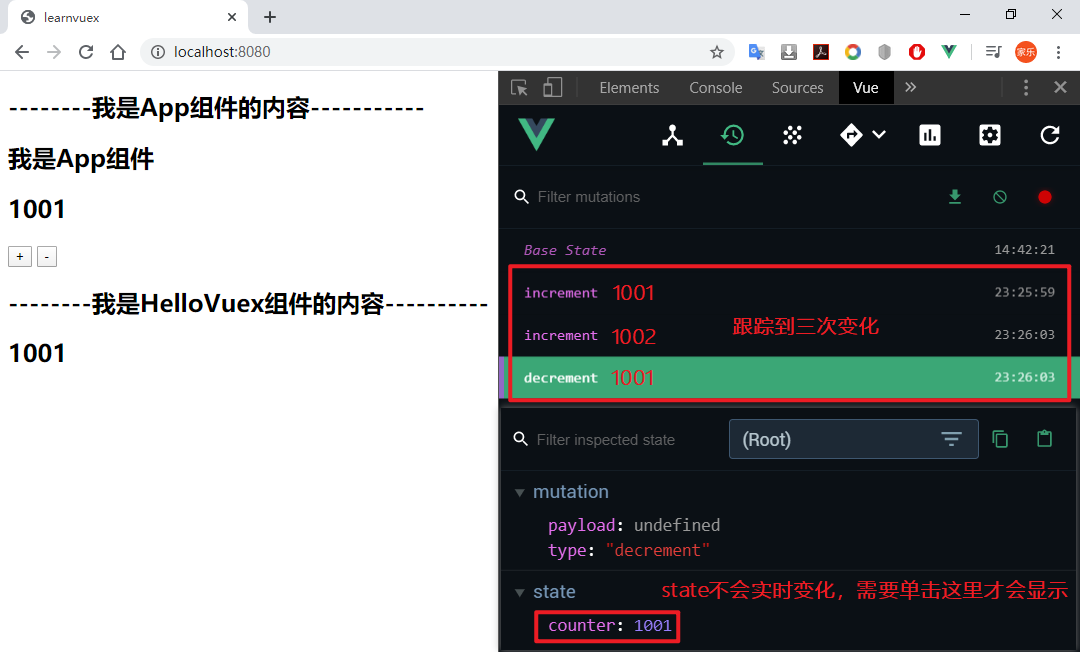 learnvuex
localhost:8080
家乐
--------我是App组件的内容-----------
我是App组件
1001
+ -
--------我是HelloVuex组件的内容----------
1001
Elements Console Sources Vue
Filter mutations
Base State 14:42:21
increment 1001 23:25:59
跟踪到三次变化
increment 1002 23:26:03
decrement 1001 23:26:03
Filter inspected state (Root)
mutation
payload: undefined
type: "decrement"
state state不会实时变化，需要单击这里才会显示
counter: 1001